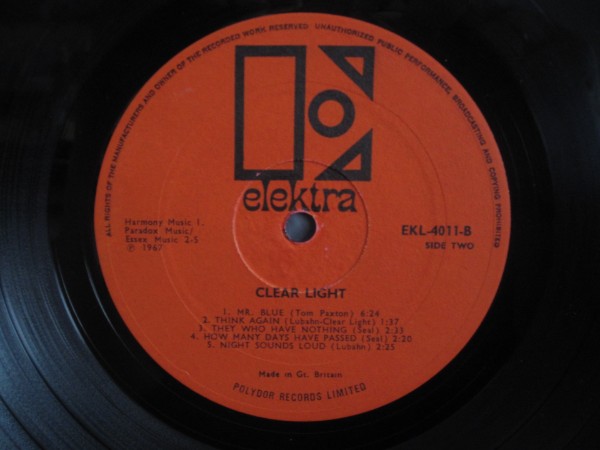 ALL RIGHTS OF THE MANUFACTURERS AND OWNER OF THE RECORDED WORK RESERVED UNAUTHORIZED PUBLIC PERFORMANCE, BROADCASTING AND COPYING PROHIBITED
elektra
Harmony Music 1.
Paradox Music/
Essex Music 2-5
℗ 1967
EKL-4011-B
SIDE TWO
CLEAR LIGHT
1. MR. BLUE (Tom Paxton) 6:24
2. THINK AGAIN (Lubahn-Clear Light) 1:37
3. THEY WHO HAVE NOTHING (Seal) 2:33
4. HOW MANY DAYS HAVE PASSED (Seal) 2:20
5. NIGHT SOUNDS LOUD (Lubahn) 2:25
Made in Gt. Britain
POLYDOR RECORDS LIMITED